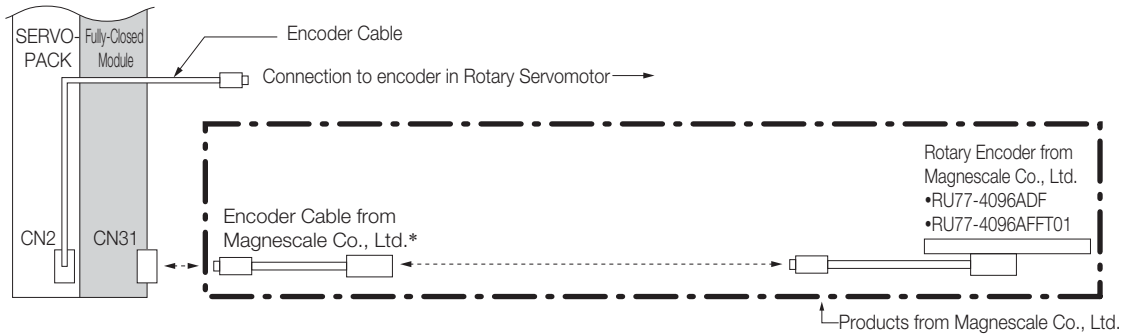 SERVO-
PACK
Fully-Closed
Module
Encoder Cable
Connection to encoder in Rotary Servomotor
Rotary Encoder from
Magnescale Co., Ltd.
•RU77-4096ADF
•RU77-4096AFFT01
Encoder Cable from
Magnescale Co., Ltd.*
CN2
CN31
Products from Magnescale Co., Ltd.